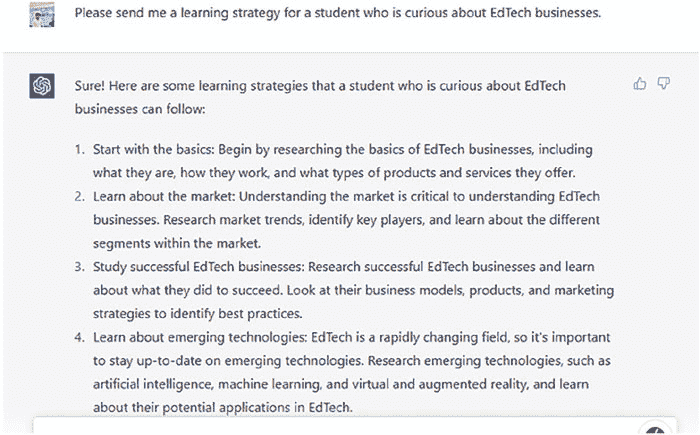 Please send me a learning strategy for a student who is curious about EdTech businesses.
Sure! Here are some learning strategies that a student who is curious about EdTech
businesses can follow:
1. Start with the basics: Begin by researching the basics of EdTech businesses, including
what they are, how they work, and what types of products and services they offer.
2. Learn about the market: Understanding the market is critical to understanding EdTech
businesses. Research market trends, identify key players, and learn about the different
segments within the market.
3. Study successful EdTech businesses: Research successful EdTech businesses and learn
about what they did to succeed. Look at their business models, products, and marketing
strategies to identify best practices.
4. Learn about emerging technologies: EdTech is a rapidly changing field, so it's important
to stay up-to-date on emerging technologies. Research emerging technologies, such as
artificial intelligence, machine learning, and virtual and augmented reality, and learn
about their potential applications in EdTech.